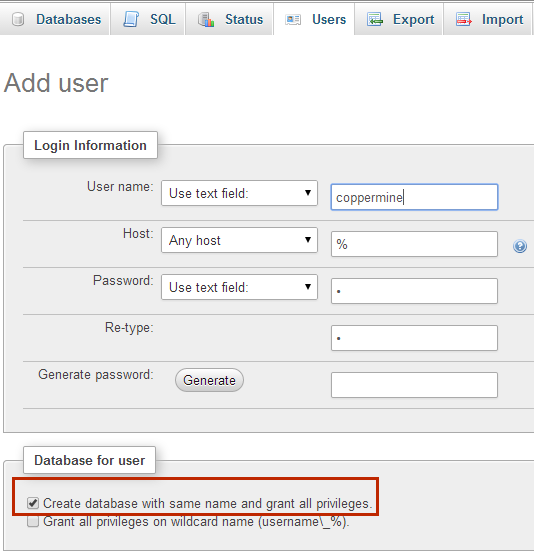 Databases SQL Status Users Export Import
Add user
Login Information
User name: Use text field: coppermine
Host: Any host %
Password: Use text field: •
Re-type: •
Generate password: Generate
Database for user
Create database with same name and grant all privileges.
Grant all privileges on wildcard name (username\_%).